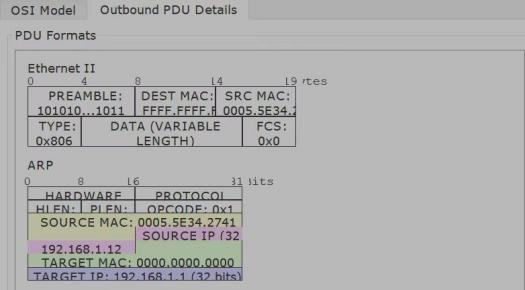 OSI Model Outbound PDU Details
PDU Formats
Ethernet II
0 4 8 14 19
PREAMBLE: DEST MAC: SRC MAC:
101010...1011 FFFF.FFFF.F 0005.5E34.2
TYPE: DATA (VARIABLE FCS:
0x806 LENGTH) 0x0
ARP
0 8 16 31 bits
HARDWARE PROTOCOL
HLEN: PLEN: OPCODE: 0x1
SOURCE MAC: 0005.5E34.2741
SOURCE IP (32
192.168.1.12
TARGET MAC: 0000.0000.0000
TARGET IP: 192.168.1.1 (32 bits)